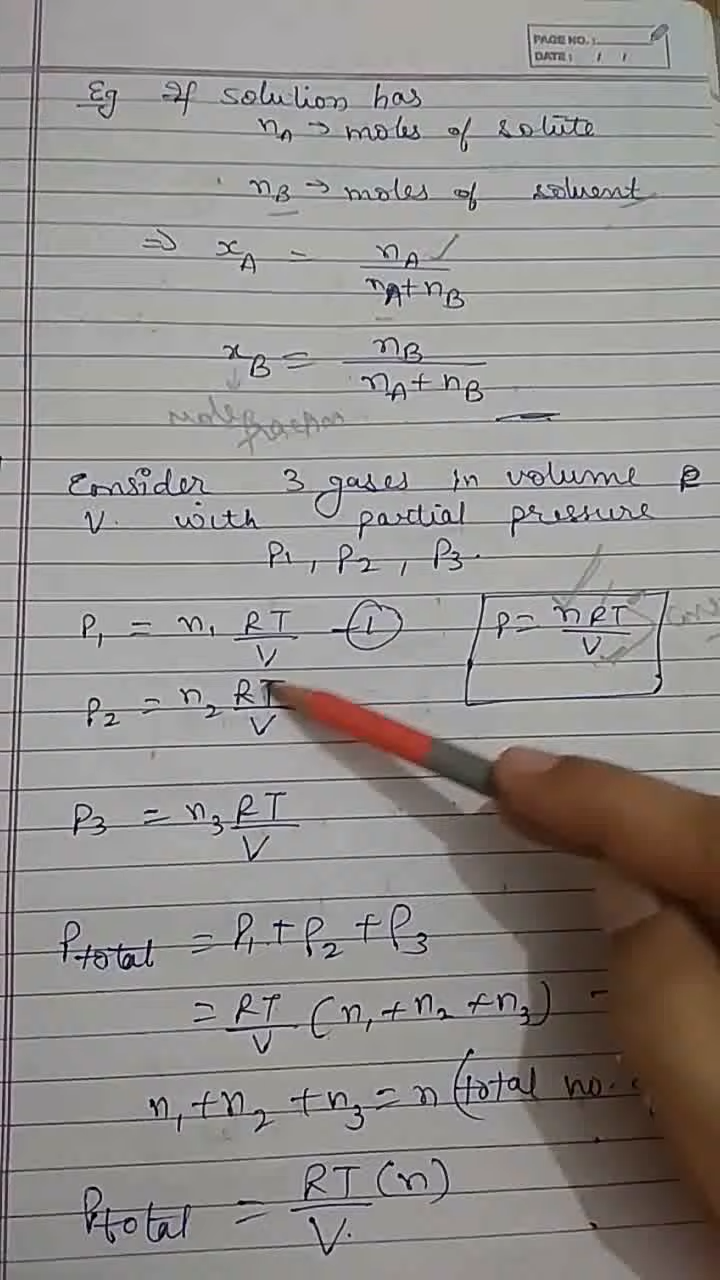 PAGE NO.:
DATE: / /
Eg If solution has
nA → moles of solute
nB → moles of solvent
⇒ xA = nA / (nA + nB)
xB = nB / (nA + nB)
mole
fraction
Consider 3 gases in volume
V. with partial pressure
P1, P2, P3.
P1 = n1 RT/V — ①
P = nRT/V
P2 = n2 RT/V
P3 = n3 RT/V
Ptotal = P1 + P2 + P3
= RT/V (n1 + n2 + n3) -
n1 + n2 + n3 = n (total no.
Ptotal = RT/V. (n)